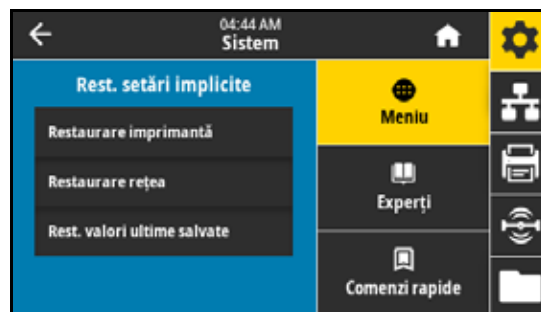 04:44 AM
Sistem
Rest. setări implicite
Restaurare imprimantă
Restaurare rețea
Rest. valori ultime salvate
Meniu
Experți
Comenzi rapide